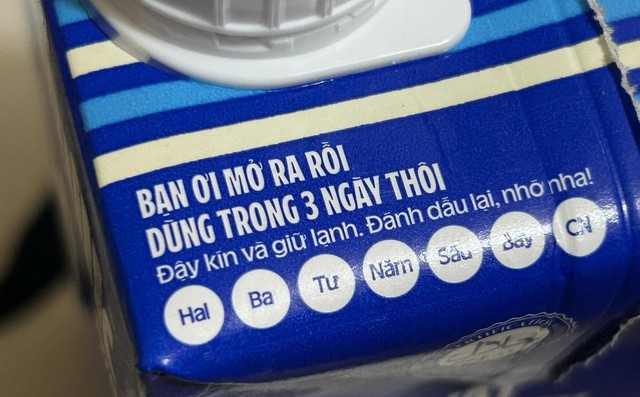 BẠN ƠI MỞ RA RỒI
DÙNG TRONG 3 NGÀY THÔI
Đậy kín và giữ lạnh. Đánh dấu lại, nhớ nha!
Hai Ba Tư Năm Sáu Bảy CN